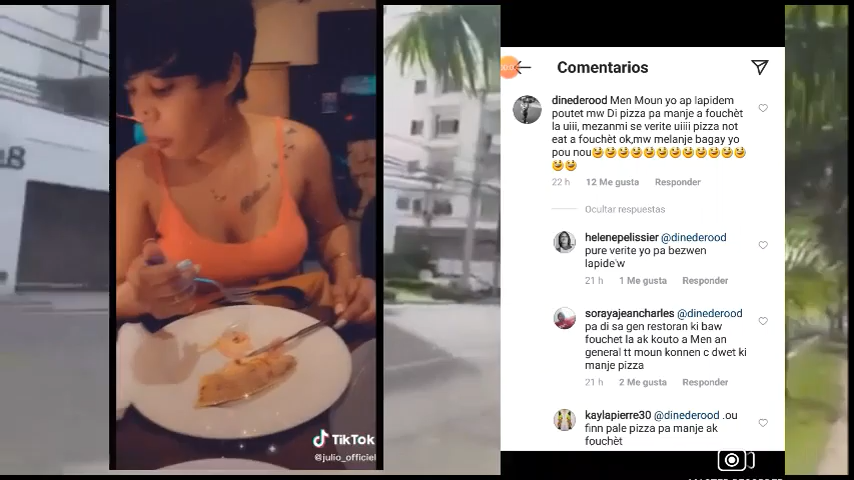 8
TikTok
@julio_officiel
Comentarios
dinederood Men Moun yo ap lapidem
poutet mw Di pizza pa manje a fouchèt
la uiii, mezanmi se verite uiiii pizza not
eat a fouchèt ok,mw melanje bagay yo
pou nou🤣🤣🤣🤣🤣🤣🤣🤣🤣🤣🤣🤣
🤣🤣
22 h 12 Me gusta Responder
Ocultar respuestas
helenepelissier @dinederood
pure verite yo pa bezwen
lapide'w
21 h 1 Me gusta Responder
sorayajeancharles @dinederood
pa di sa gen restoran ki baw
fouchet la ak kouto a Men an
general tt moun konnen c dwet ki
manje pizza
21 h 2 Me gusta Responder
kaylapierre30 @dinederood .ou
finn pale pizza pa manje ak
fouchèt